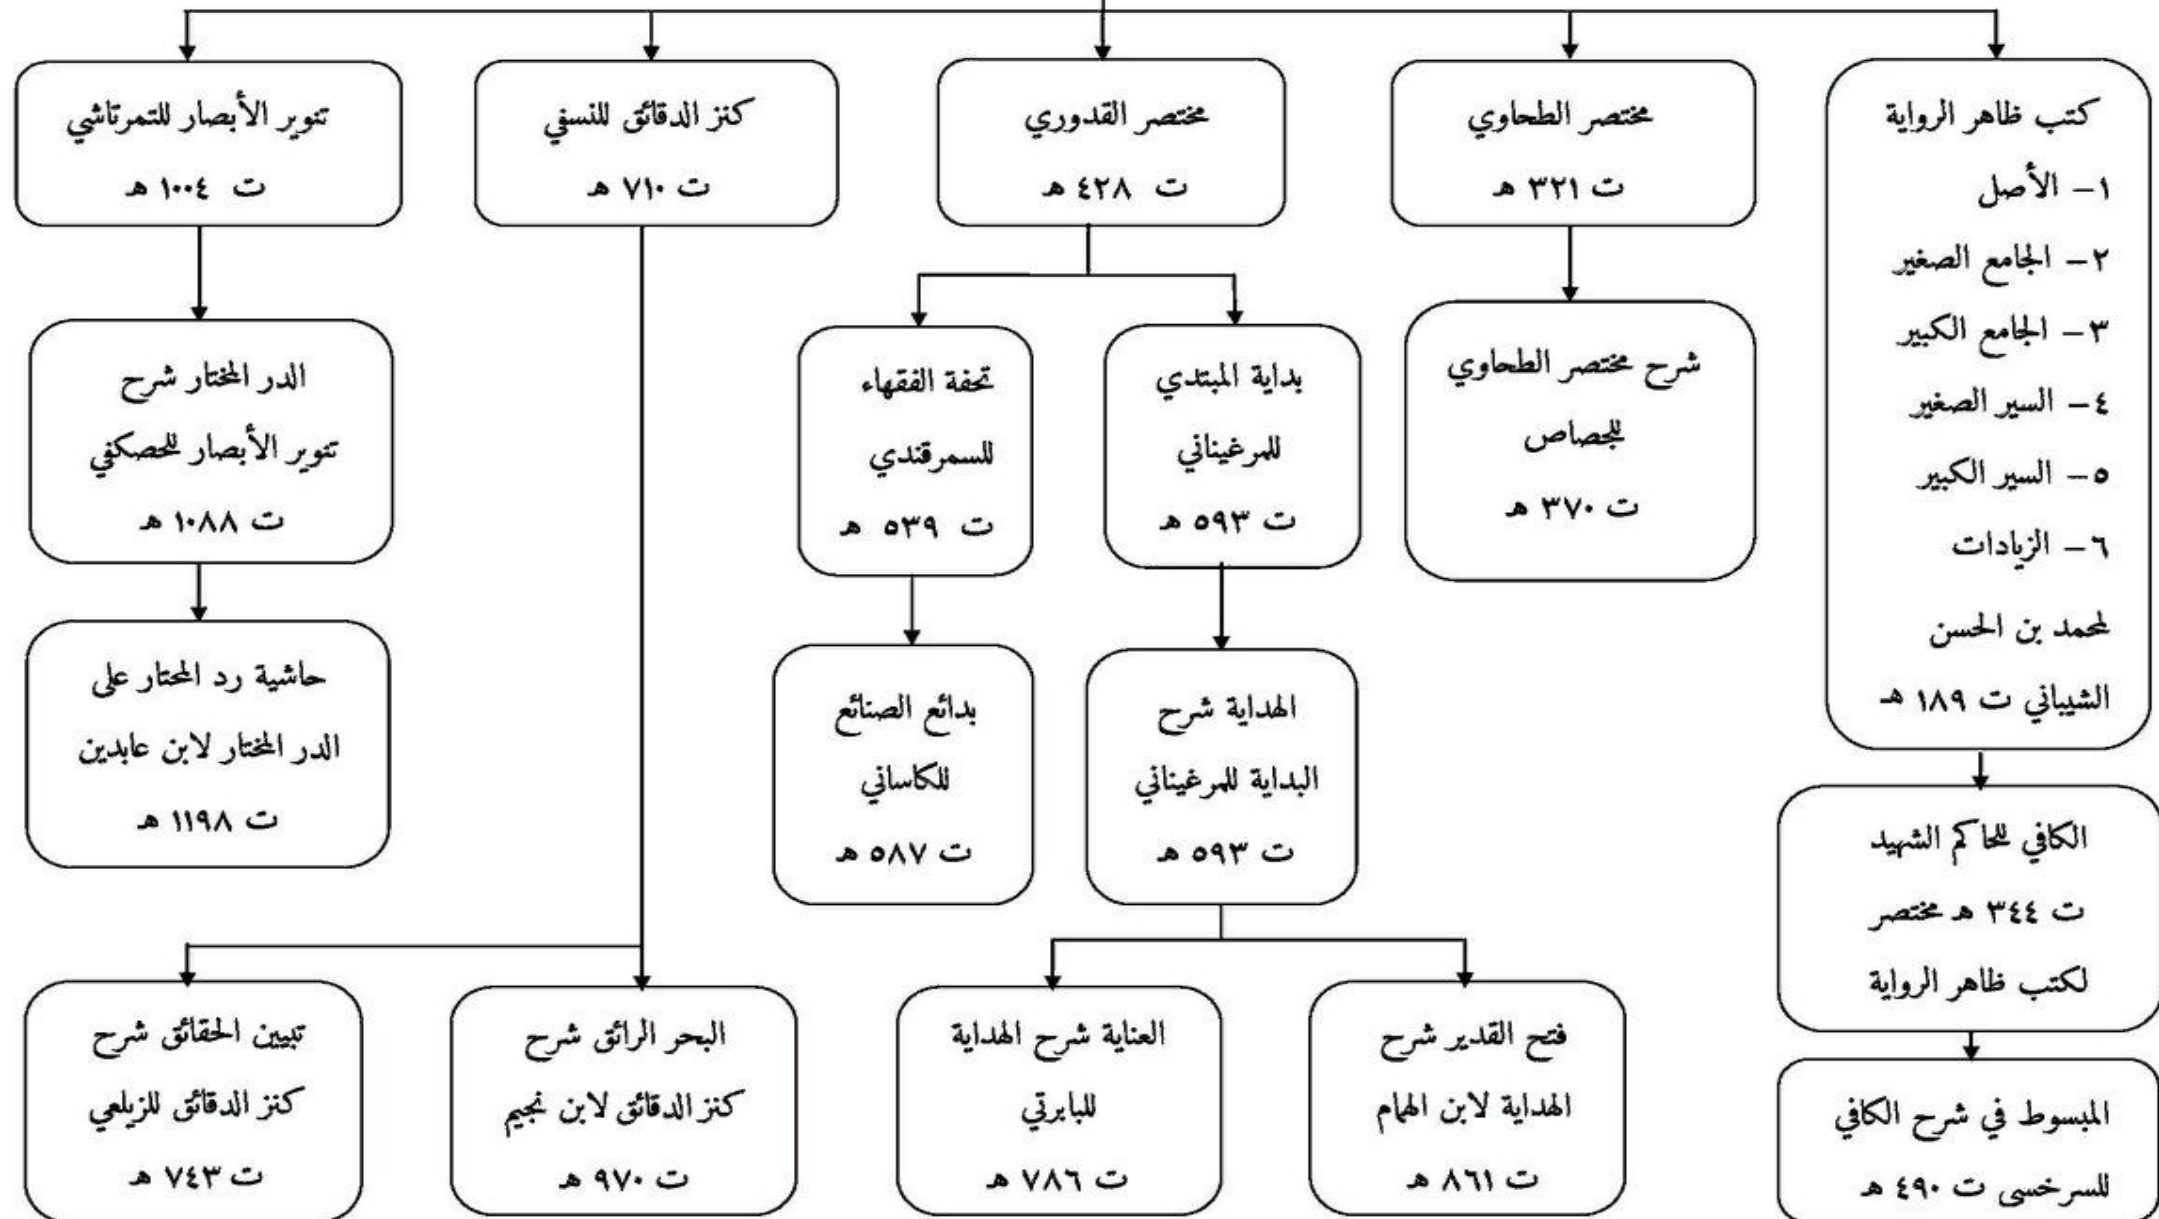 كتب ظاهر الرواية
١- الأصل
٢- الجامع الصغير
٣- الجامع الكبير
٤- السير الصغير
٥- السير الكبير
٦- الزيادات
لمحمد بن الحسن
الشيباني ت ١٨٩ هـ
الكافي للحاكم الشهيد
ت ٣٤٤ هـ مختصر
لكتب ظاهر الرواية
المبسوط في شرح الكافي
للسرخسى ت ٤٩٠ هـ
مختصر الطحاوي
ت ٣٢١ هـ
شرح مختصر الطحاوي
للجصاص
ت ٣٧٠ هـ
مختصر القدوري
ت ٤٢٨ هـ
بداية المبتدي
للمرغيناني
ت ٥٩٣ هـ
الهداية شرح
البداية للمرغيناني
ت ٥٩٣ هـ
فتح القدير شرح
الهداية لابن الهمام
ت ٨٦١ هـ
العناية شرح الهداية
للبابرتي
ت ٧٨٦ هـ
تحفة الفقهاء
للسمرقندي
ت ٥٣٩ هـ
بدائع الصنائع
للكاساني
ت ٥٨٧ هـ
كنز الدقائق للنسفي
ت ٧١٠ هـ
البحر الرائق شرح
كنز الدقائق لابن نجيم
ت ٩٧٠ هـ
تبيين الحقائق شرح
كنز الدقائق للزيلعي
ت ٧٤٣ هـ
تنوير الأبصار للتمرتاشي
ت ١٠٠٤ هـ
الدر المختار شرح
تنوير الأبصار للحصكفي
ت ١٠٨٨ هـ
حاشية رد المحتار على
الدر المختار لابن عابدين
ت ١١٩٨ هـ